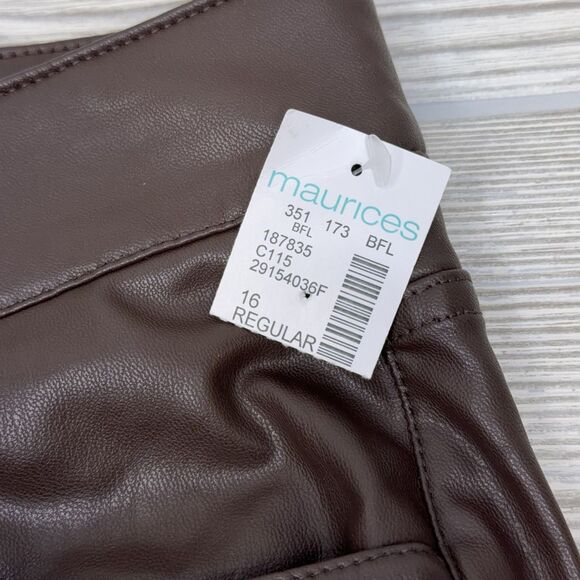 maurices
351 173 BFL
BFL
187835
C115
29154036F
16
REGULAR